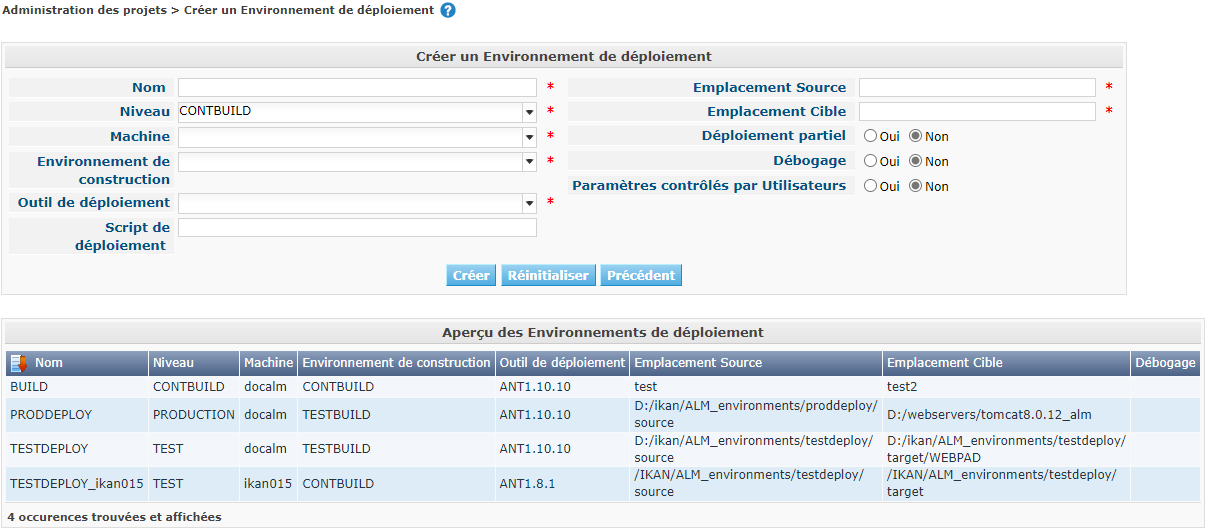 Administration des projets > Créer un Environnement de déploiement ?
Créer un Environnement de déploiement
Nom *
Niveau CONTBUILD *
Machine *
Environnement de
construction *
Outil de déploiement *
Script de
déploiement
Emplacement Source *
Emplacement Cible *
Déploiement partiel Oui Non
Débogage Oui Non
Paramètres contrôlés par Utilisateurs Oui Non
Créer Réinitialiser Précédent
Aperçu des Environnements de déploiement
Nom Niveau Machine Environnement de construction Outil de déploiement Emplacement Source Emplacement Cible Débogage
BUILD CONTBUILD docalm CONTBUILD ANT1.10.10 test test2
PRODDEPLOY PRODUCTION docalm TESTBUILD ANT1.10.10 D:/ikan/ALM_environments/proddeploy/
source D:/webservers/tomcat8.0.12_alm
TESTDEPLOY TEST docalm TESTBUILD ANT1.10.10 D:/ikan/ALM_environments/testdeploy/
source D:/ikan/ALM_environments/testdeploy/
target/WEBPAD
TESTDEPLOY_ikan015 TEST ikan015 CONTBUILD ANT1.8.1 /IKAN/ALM_environments/testdeploy/
source /IKAN/ALM_environments/testdeploy/
target
4 occurences trouvées et affichées